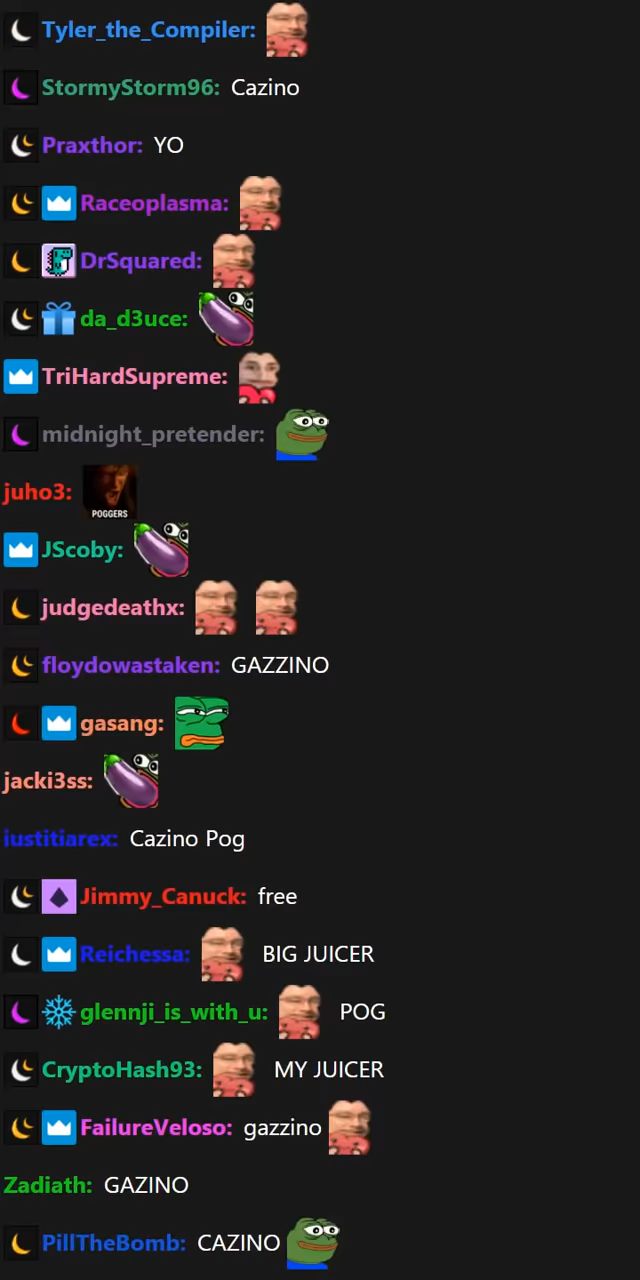 Tyler_the_Compiler:
StormyStorm96: Cazino
Praxthor: YO
Raceoplasma:
DrSquared:
da_d3uce:
TriHardSupreme:
midnight_pretender:
juho3: POGGERS
JScoby:
judgedeathx:
floydowastaken: GAZZINO
gasang:
jacki3ss:
iustitiarex: Cazino Pog
Jimmy_Canuck: free
Reichessa: BIG JUICER
glennji_is_with_u: POG
CryptoHash93: MY JUICER
FailureVeloso: gazzino
Zadiath: GAZINO
PillTheBomb: CAZINO